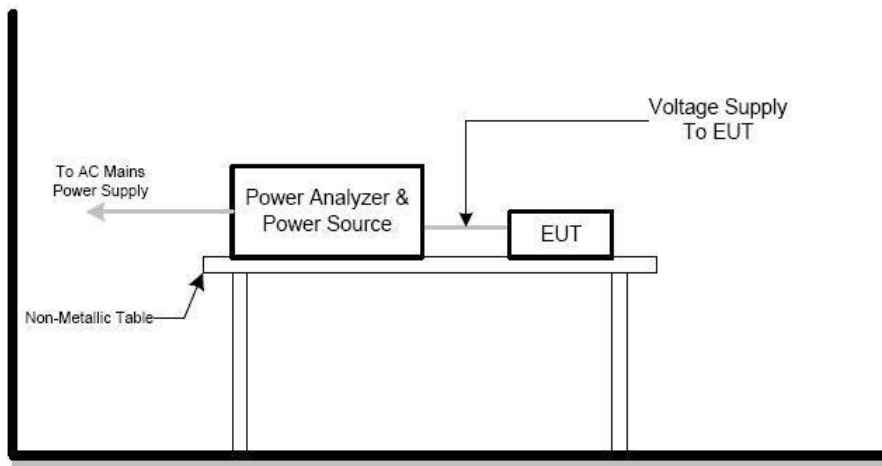 Voltage Supply
To EUT
To AC Mains
Power Supply
Power Analyzer &
Power Source
EUT
Non-Metallic Table